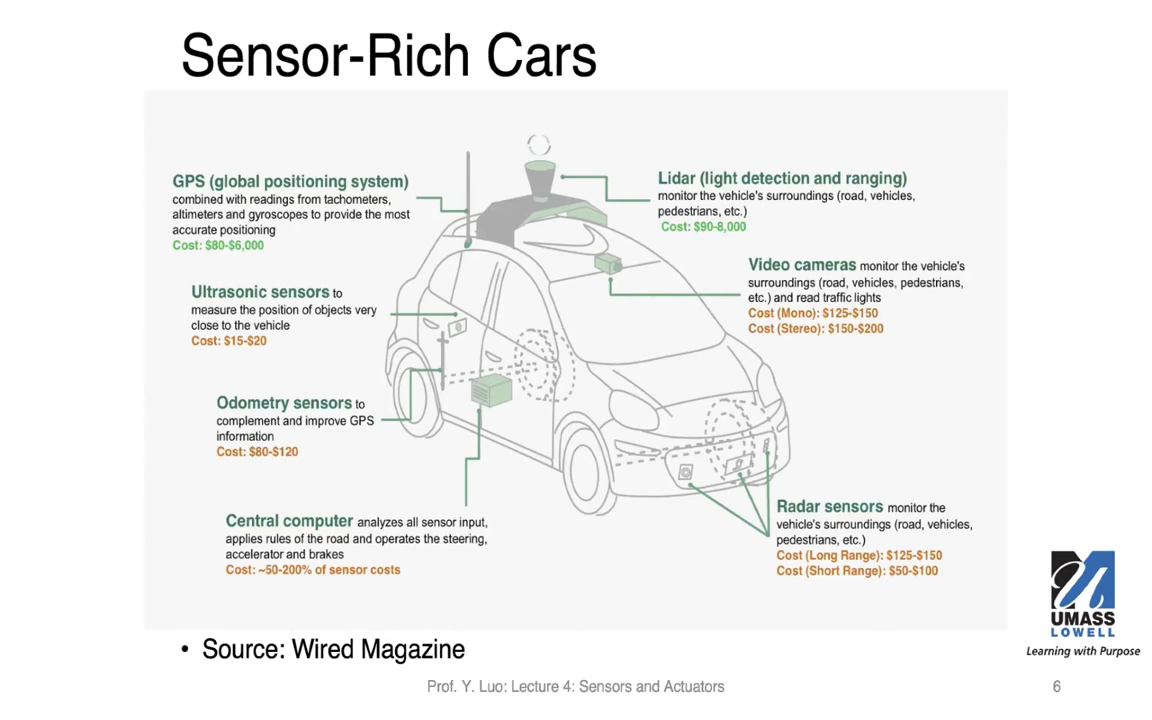 Sensor-Rich Cars
GPS (global positioning system)
combined with readings from tachometers,
altimeters and gyroscopes to provide the most
accurate positioning
Cost: $80-$6,000
Ultrasonic sensors to
measure the position of objects very
close to the vehicle
Cost: $15-$20
Odometry sensors to
complement and improve GPS
information
Cost: $80-$120
Central computer analyzes all sensor input,
applies rules of the road and operates the steering,
accelerator and brakes
Cost: ~50-200% of sensor costs
Lidar (light detection and ranging)
monitor the vehicle's surroundings (road, vehicles,
pedestrians, etc.)
Cost: $90-8,000
Video cameras monitor the vehicle's
surroundings (road, vehicles, pedestrians,
etc.) and read traffic lights
Cost (Mono): $125-$150
Cost (Stereo): $150-$200
Radar sensors monitor the
vehicle's surroundings (road, vehicles,
pedestrians, etc.)
Cost (Long Range): $125-$150
Cost (Short Range): $50-$100
UMASS
LOWELL
Learning with Purpose
• Source: Wired Magazine
Prof. Y. Luo: Lecture 4: Sensors and Actuators
6